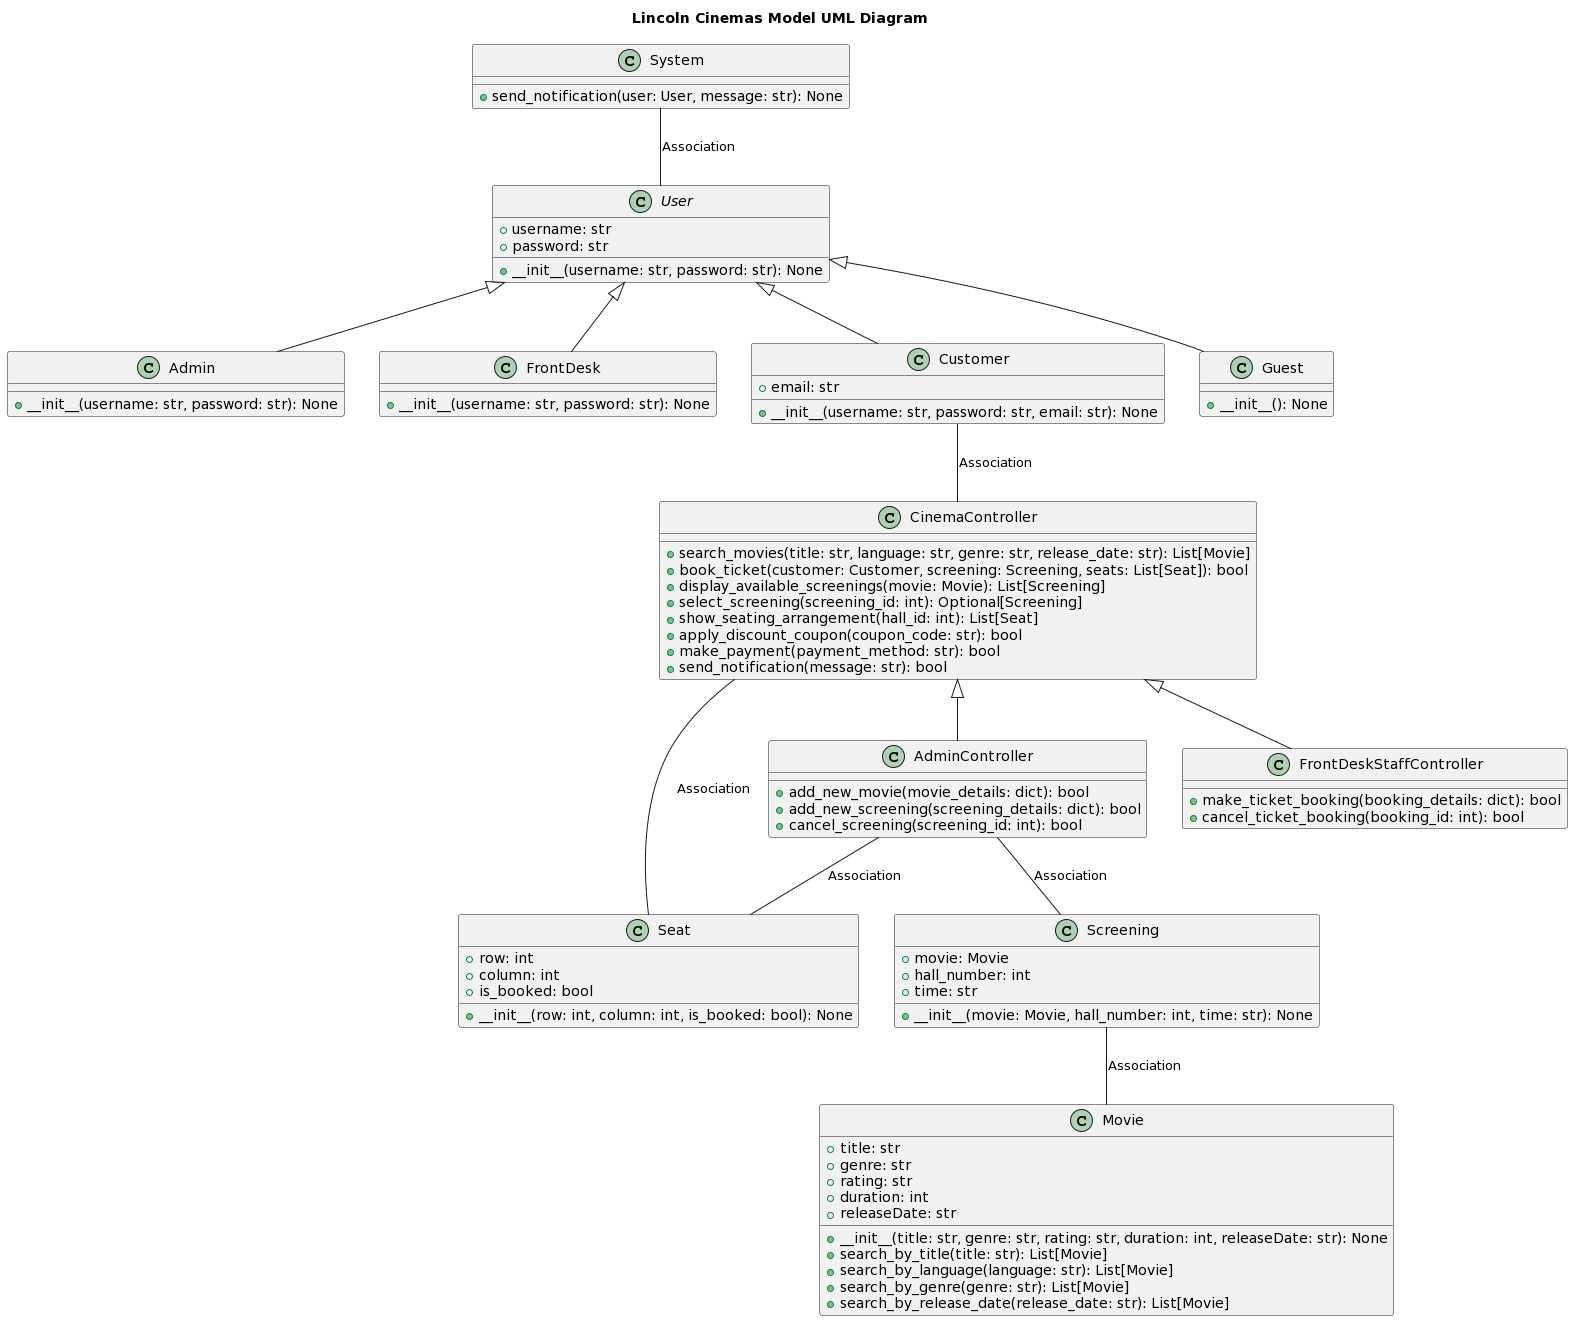 Lincoln Cinemas Model UML Diagram
C System
send_notification(user: User, message: str): None
Association
C User
username: str
password: str
__init__(username: str, password: str): None
C Admin
__init__(username: str, password: str): None
C FrontDesk
__init__(username: str, password: str): None
C Customer
email: str
__init__(username: str, password: str, email: str): None
C Guest
__init__(): None
Association
C CinemaController
search_movies(title: str, language: str, genre: str, release_date: str): List[Movie]
book_ticket(customer: Customer, screening: Screening, seats: List[Seat]): bool
display_available_screenings(movie: Movie): List[Screening]
select_screening(screening_id: int): Optional[Screening]
show_seating_arrangement(hall_id: int): List[Seat]
apply_discount_coupon(coupon_code: str): bool
make_payment(payment_method: str): bool
send_notification(message: str): bool
Association
C AdminController
add_new_movie(movie_details: dict): bool
add_new_screening(screening_details: dict): bool
cancel_screening(screening_id: int): bool
C FrontDeskStaffController
make_ticket_booking(booking_details: dict): bool
cancel_ticket_booking(booking_id: int): bool
Association
Association
C Seat
row: int
column: int
is_booked: bool
__init__(row: int, column: int, is_booked: bool): None
C Screening
movie: Movie
hall_number: int
time: str
__init__(movie: Movie, hall_number: int, time: str): None
Association
C Movie
title: str
genre: str
rating: str
duration: int
releaseDate: str
__init__(title: str, genre: str, rating: str, duration: int, releaseDate: str): None
search_by_title(title: str): List[Movie]
search_by_language(language: str): List[Movie]
search_by_genre(genre: str): List[Movie]
search_by_release_date(release_date: str): List[Movie]